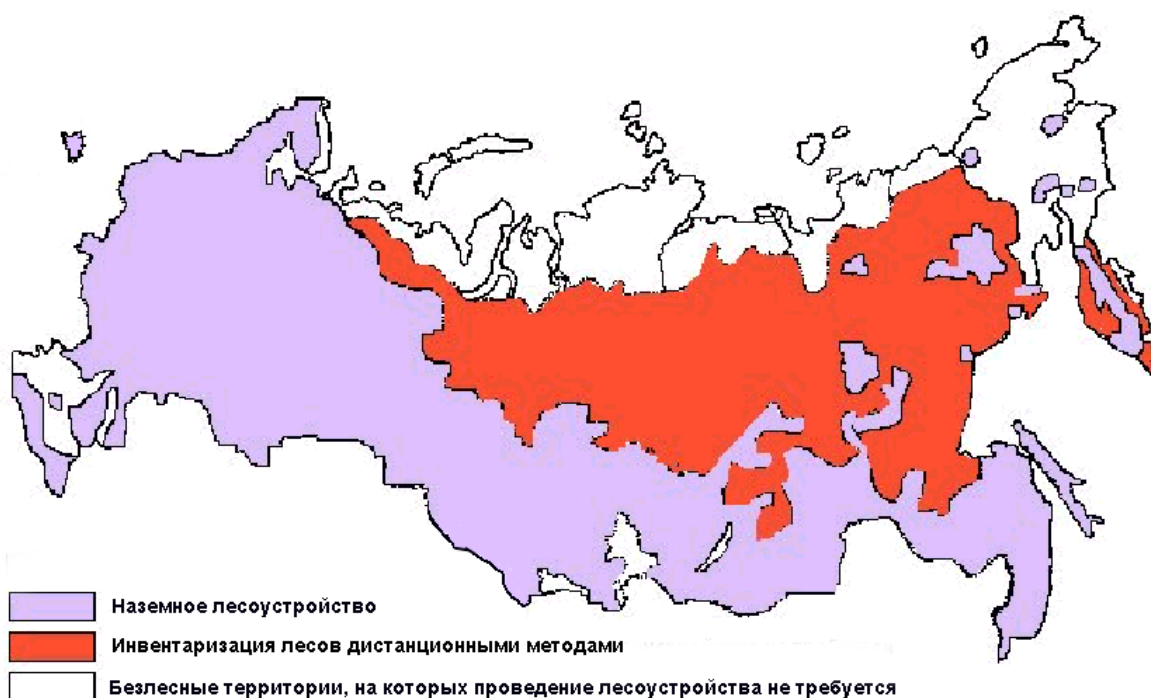 Наземное лесоустройство
Инвентаризация лесов дистанционными методами
Безлесные территории, на которых проведение лесоустройства не требуется